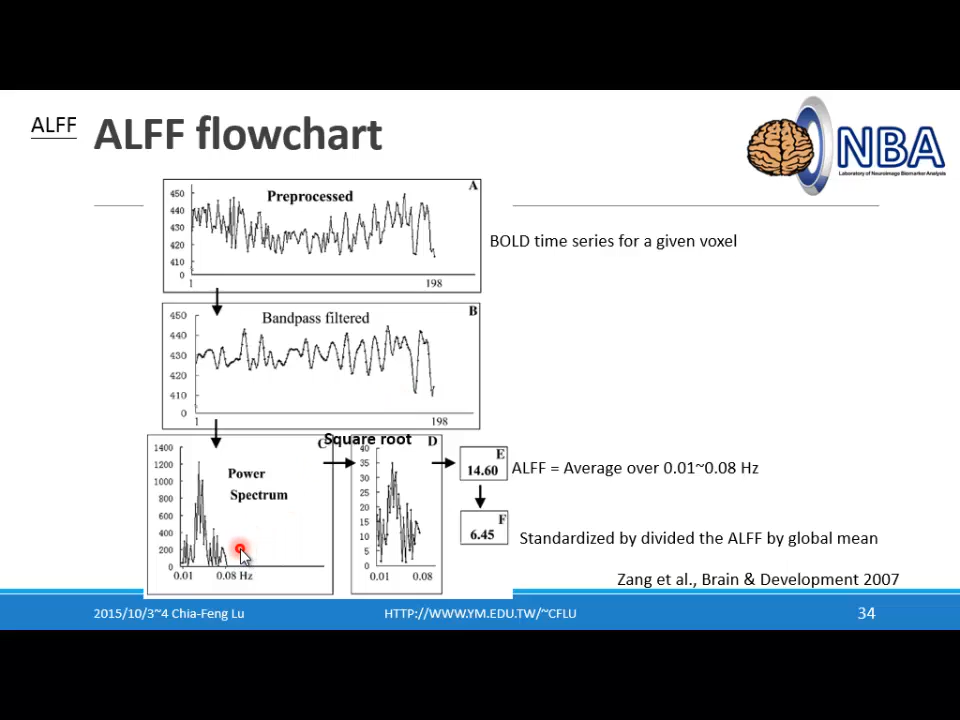 ALFF
ALFF flowchart
NBA
Laboratory of Neuroimage Biomarker Analysis
A
Preprocessed
450
440
430
420
410
0
1
198
BOLD time series for a given voxel
B
Bandpass filtered
450
440
430
420
410
0
1
198
C
Power
Spectrum
1400
1200
1000
800
600
400
200
0
0.01
0.08 Hz
Square root
D
40
35
30
25
20
15
10
5
0
0.01
0.08
E
14.60
ALFF = Average over 0.01~0.08 Hz
F
6.45
Standardized by divided the ALFF by global mean
Zang et al., Brain & Development 2007
2015/10/3~4 Chia-Feng Lu
HTTP://WWW.YM.EDU.TW/~CFLU
34